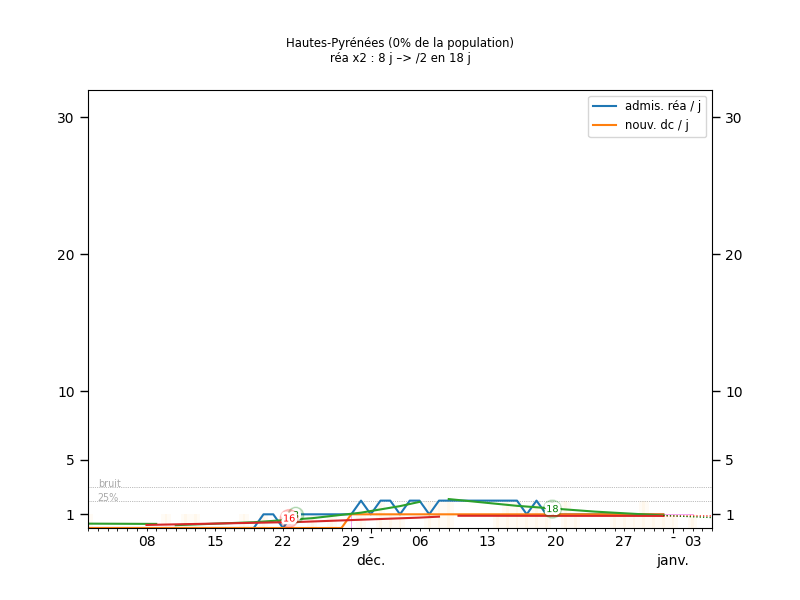 Hautes-Pyrénées (0% de la population)
réa x2 : 8 j –> /2 en 18 j
admis. réa / j
nouv. dc / j
30 30
20 20
10 10
5 5
bruit
25%
1 1
16
18
08 15 22 29 - 06 13 20 27 - 03
déc. janv.